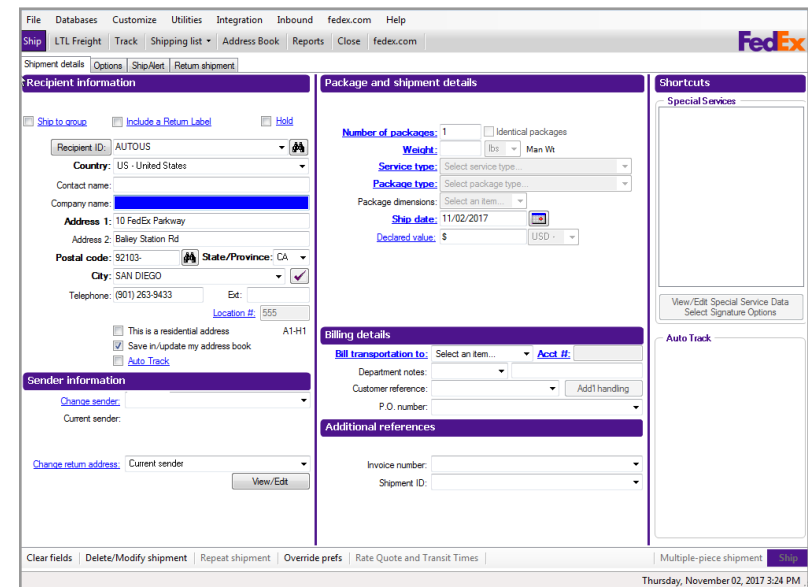 File Databases Customize Utilities Integration Inbound fedex.com Help
Ship LTL Freight Track Shipping list Address Book Reports Close fedex.com
FedEx
Shipment details Options ShipAlert Return shipment
Recipient information
Ship to group Include a Return Label Hold
Recipient ID: AUTOUS
Country: US - United States
Contact name:
Company name:
Address 1: 10 FedEx Parkway
Address 2: Baliey Station Rd
Postal code: 92103- State/Province: CA
City: SAN DIEGO
Telephone: (901) 263-9433 Ext:
Location #: 555
This is a residential address A1-H1
Save in/update my address book
Auto Track
Sender information
Change sender:
Current sender:
Change return address: Current sender
View/Edit
Package and shipment details
Number of packages: 1 Identical packages
Weight: lbs Man Wt
Service type: Select service type...
Package type: Select package type...
Package dimensions: Select an item...
Ship date: 11/02/2017
Declared value: $ USD -
Billing details
Bill transportation to: Select an item... Acct #:
Department notes:
Customer reference: Add'l handling
P.O. number:
Additional references
Invoice number:
Shipment ID:
Shortcuts
Special Services
View/Edit Special Service Data
Select Signature Options
Auto Track
Clear fields Delete/Modify shipment Repeat shipment Override prefs Rate Quote and Transit Times Multiple-piece shipment Ship
Thursday, November 02, 2017 3:24 PM